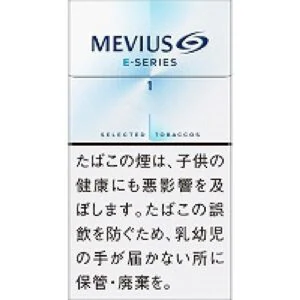 MEVIUS
E-SERIES
1
SELECTED TOBACCOS
たばこの煙は、子供の
健康にも悪影響を及
ぼします。たばこの誤
飲を防ぐため、乳幼児
の手が届かない所に
保管・廃棄を。